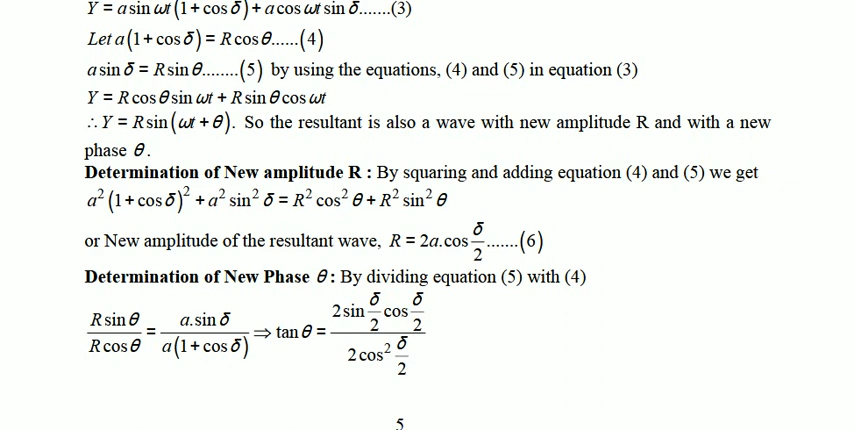 Y = a sin ωt (1 + cos δ) + a cos ωt sin δ.......(3)
Let a(1 + cos δ) = R cos θ......(4)
a sin δ = R sin θ........(5) by using the equations, (4) and (5) in equation (3)
Y = R cos θ sin ωt + R sin θ cos ωt
∴ Y = R sin(ωt + θ). So the resultant is also a wave with new amplitude R and with a new
phase θ.
Determination of New amplitude R : By squaring and adding equation (4) and (5) we get
a² (1 + cos δ)² + a² sin² δ = R² cos² θ + R² sin² θ
or New amplitude of the resultant wave, R = 2a.cos δ/2.......(6)
Determination of New Phase θ : By dividing equation (5) with (4)
R sin θ / R cos θ = a.sin δ / a(1 + cos δ) ⇒ tan θ = 2 sin δ/2 cos δ/2 / 2 cos² δ/2
5